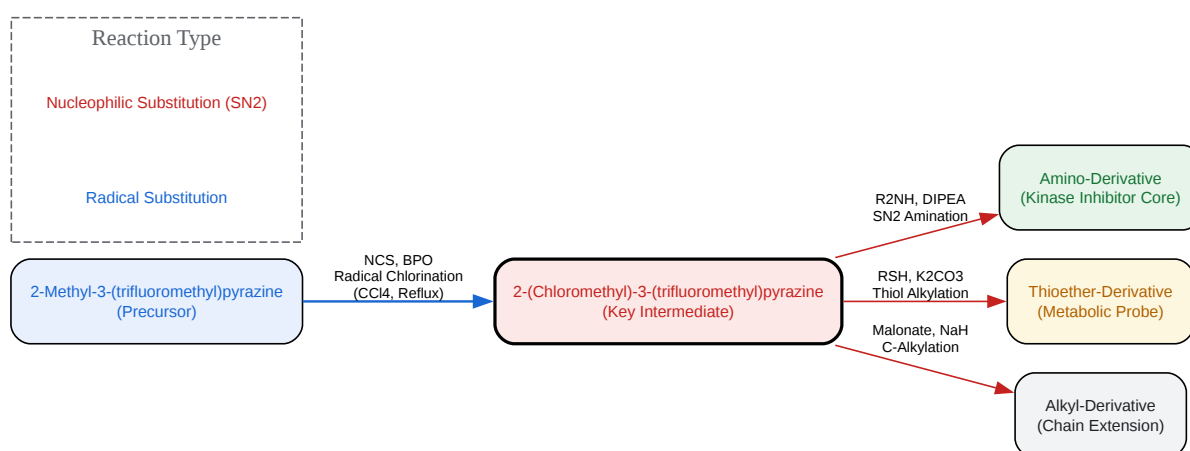 Reaction Type
Nucleophilic Substitution (SN2)
Radical Substitution
2-Methyl-3-(trifluoromethyl)pyrazine
(Precursor)
NCS, BPO
Radical Chlorination
(CCl4, Reflux)
2-(Chloromethyl)-3-(trifluoromethyl)pyrazine
(Key Intermediate)
R2NH, DIPEA
SN2 Amination
RSH, K2CO3
Thiol Alkylation
Malonate, NaH
C-Alkylation
Amino-Derivative
(Kinase Inhibitor Core)
Thioether-Derivative
(Metabolic Probe)
Alkyl-Derivative
(Chain Extension)